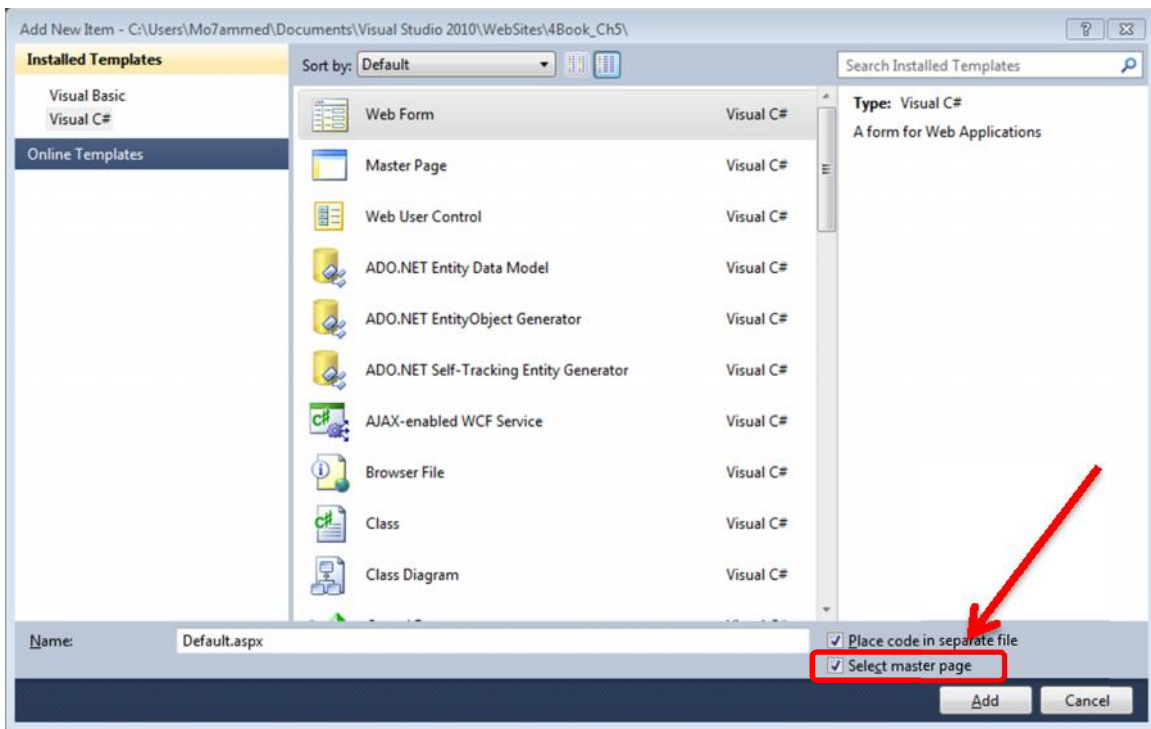 Add New Item - C:\Users\Mo7ammed\Documents\Visual Studio 2010\WebSites\4Book_Ch5\
Installed Templates
Visual Basic
Visual C#
Online Templates
Sort by: Default
Search Installed Templates
Web Form Visual C#
Master Page Visual C#
Web User Control Visual C#
ADO.NET Entity Data Model Visual C#
ADO.NET EntityObject Generator Visual C#
ADO.NET Self-Tracking Entity Generator Visual C#
AJAX-enabled WCF Service Visual C#
Browser File Visual C#
Class Visual C#
Class Diagram Visual C#
Type: Visual C#
A form for Web Applications
Name: Default.aspx
Place code in separate file
Select master page
Add Cancel